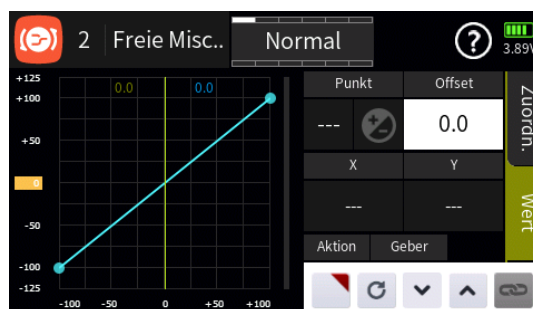 2 Freie Misc.. Normal ? 3.89V
+125
+100
+50
0
-50
-100
-125
0.0 0.0
-100 -50 0 +50 +100
Punkt Offset
--- 0.0
X Y
--- ---
Aktion Geber
Zuordn.
Wert